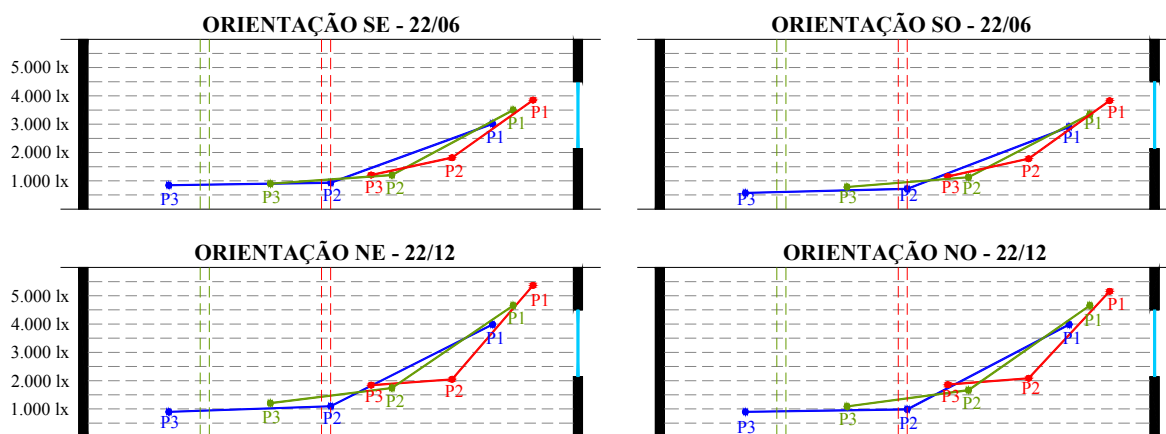 ORIENTAÇÃO SE - 22/06
5.000 lx
4.000 lx
3.000 lx
2.000 lx
1.000 lx
P3
P3
P2
P3
P2
P2
P1
P1
P1
ORIENTAÇÃO SO - 22/06
P3
P3
P2
P3
P2
P2
P1
P1
P1
ORIENTAÇÃO NE - 22/12
5.000 lx
4.000 lx
3.000 lx
2.000 lx
1.000 lx
P3
P3
P2
P3
P2
P2
P1
P1
P1
ORIENTAÇÃO NO - 22/12
P3
P3
P2
P3
P2
P2
P1
P1
P1